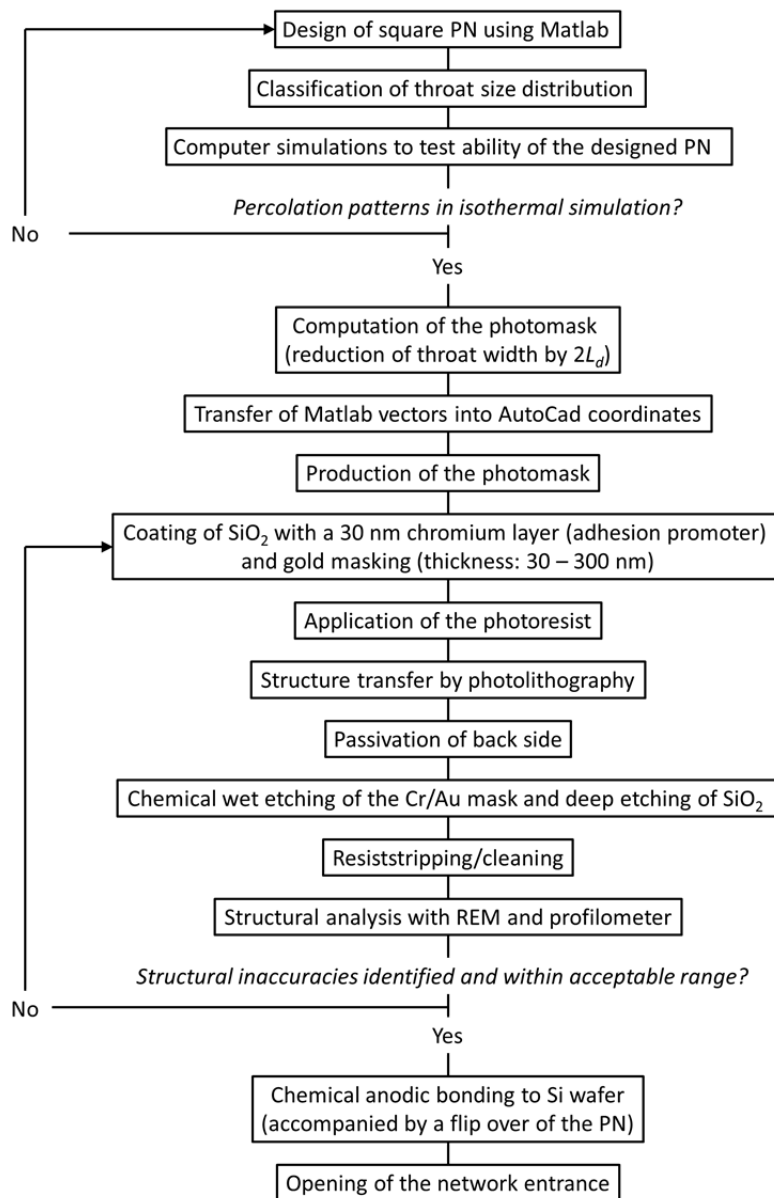 Design of square PN using Matlab
Classification of throat size distribution
Computer simulations to test ability of the designed PN
Percolation patterns in isothermal simulation?
No
Yes
Computation of the photomask
(reduction of throat width by 2L_d)
Transfer of Matlab vectors into AutoCad coordinates
Production of the photomask
Coating of SiO₂ with a 30 nm chromium layer (adhesion promoter)
and gold masking (thickness: 30 – 300 nm)
Application of the photoresist
Structure transfer by photolithography
Passivation of back side
Chemical wet etching of the Cr/Au mask and deep etching of SiO₂
Resiststripping/cleaning
Structural analysis with REM and profilometer
Structural inaccuracies identified and within acceptable range?
No
Yes
Chemical anodic bonding to Si wafer
(accompanied by a flip over of the PN)
Opening of the network entrance